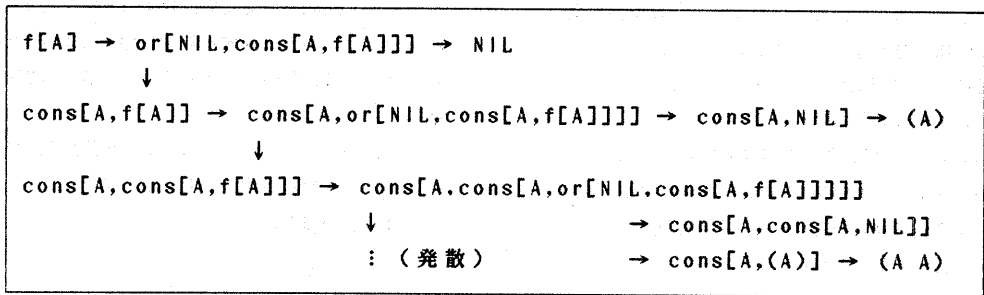 f[A] → or[NIL,cons[A,f[A]]] → NIL
↓
cons[A,f[A]] → cons[A,or[NIL,cons[A,f[A]]]] → cons[A,NIL] → (A)
↓
cons[A,cons[A,f[A]]] → cons[A.cons[A,or[NIL.cons[A,f[A]]]]]
↓ → cons[A,cons[A,NIL]]
⋮ (発散) → cons[A,(A)] → (A A)